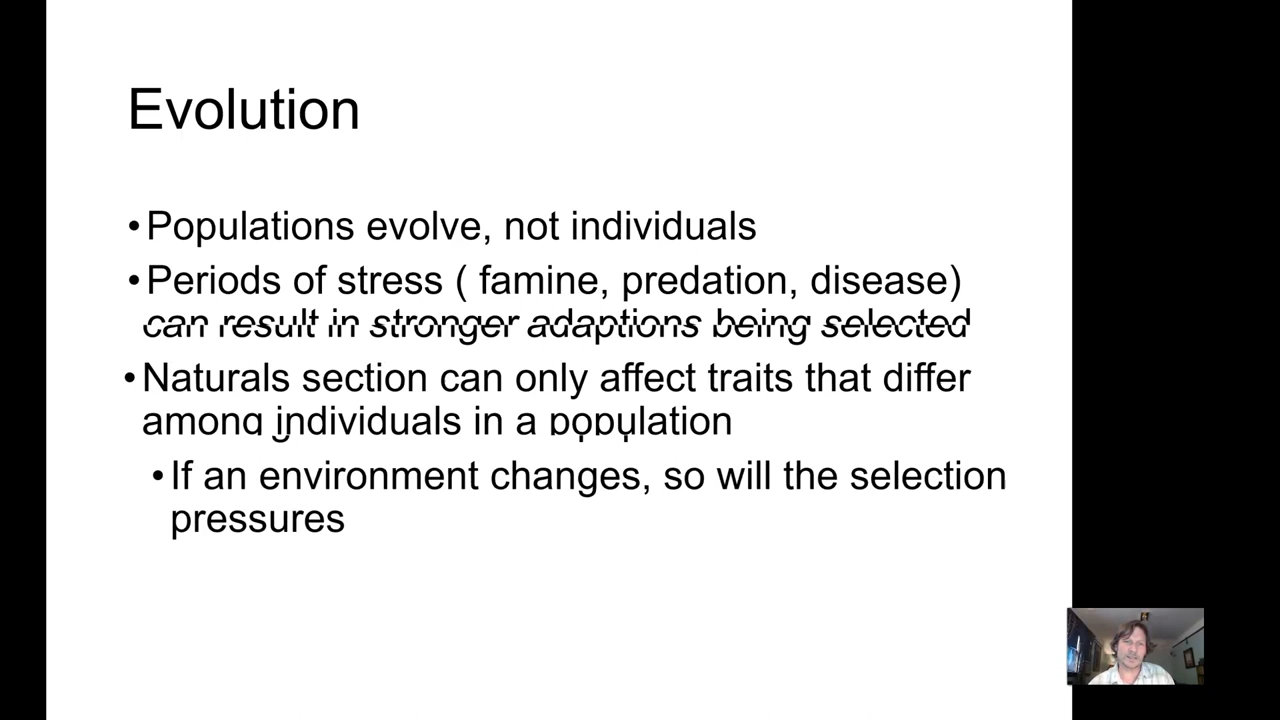 Evolution
•Populations evolve, not individuals
•Periods of stress ( famine, predation, disease)
can result in stronger adaptions being selected
•Naturals section can only affect traits that differ
among individuals in a population
•If an environment changes, so will the selection
pressures